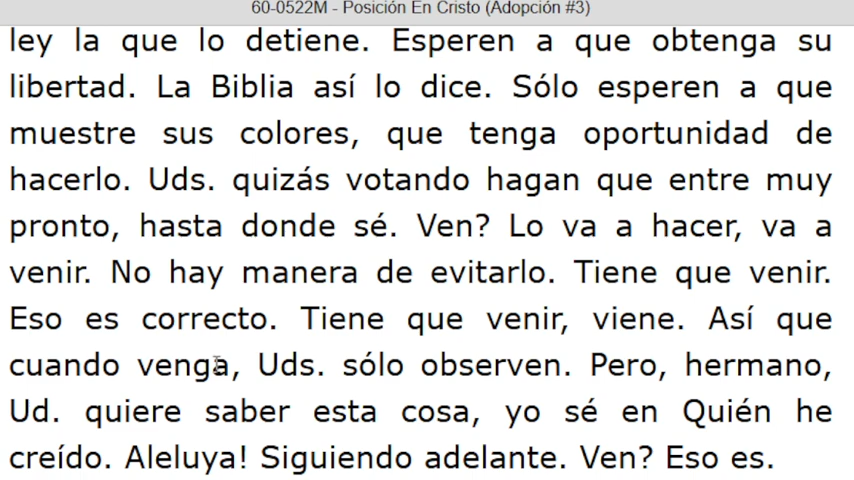 60-0522M - Posición En Cristo (Adopción #3)
ley la que lo detiene. Esperen a que obtenga su
libertad. La Biblia así lo dice. Sólo esperen a que
muestre sus colores, que tenga oportunidad de
hacerlo. Uds. quizás votando hagan que entre muy
pronto, hasta donde sé. Ven? Lo va a hacer, va a
venir. No hay manera de evitarlo. Tiene que venir.
Eso es correcto. Tiene que venir, viene. Así que
cuando venga, Uds. sólo observen. Pero, hermano,
Ud. quiere saber esta cosa, yo sé en Quién he
creído. Aleluya! Siguiendo adelante. Ven? Eso es.